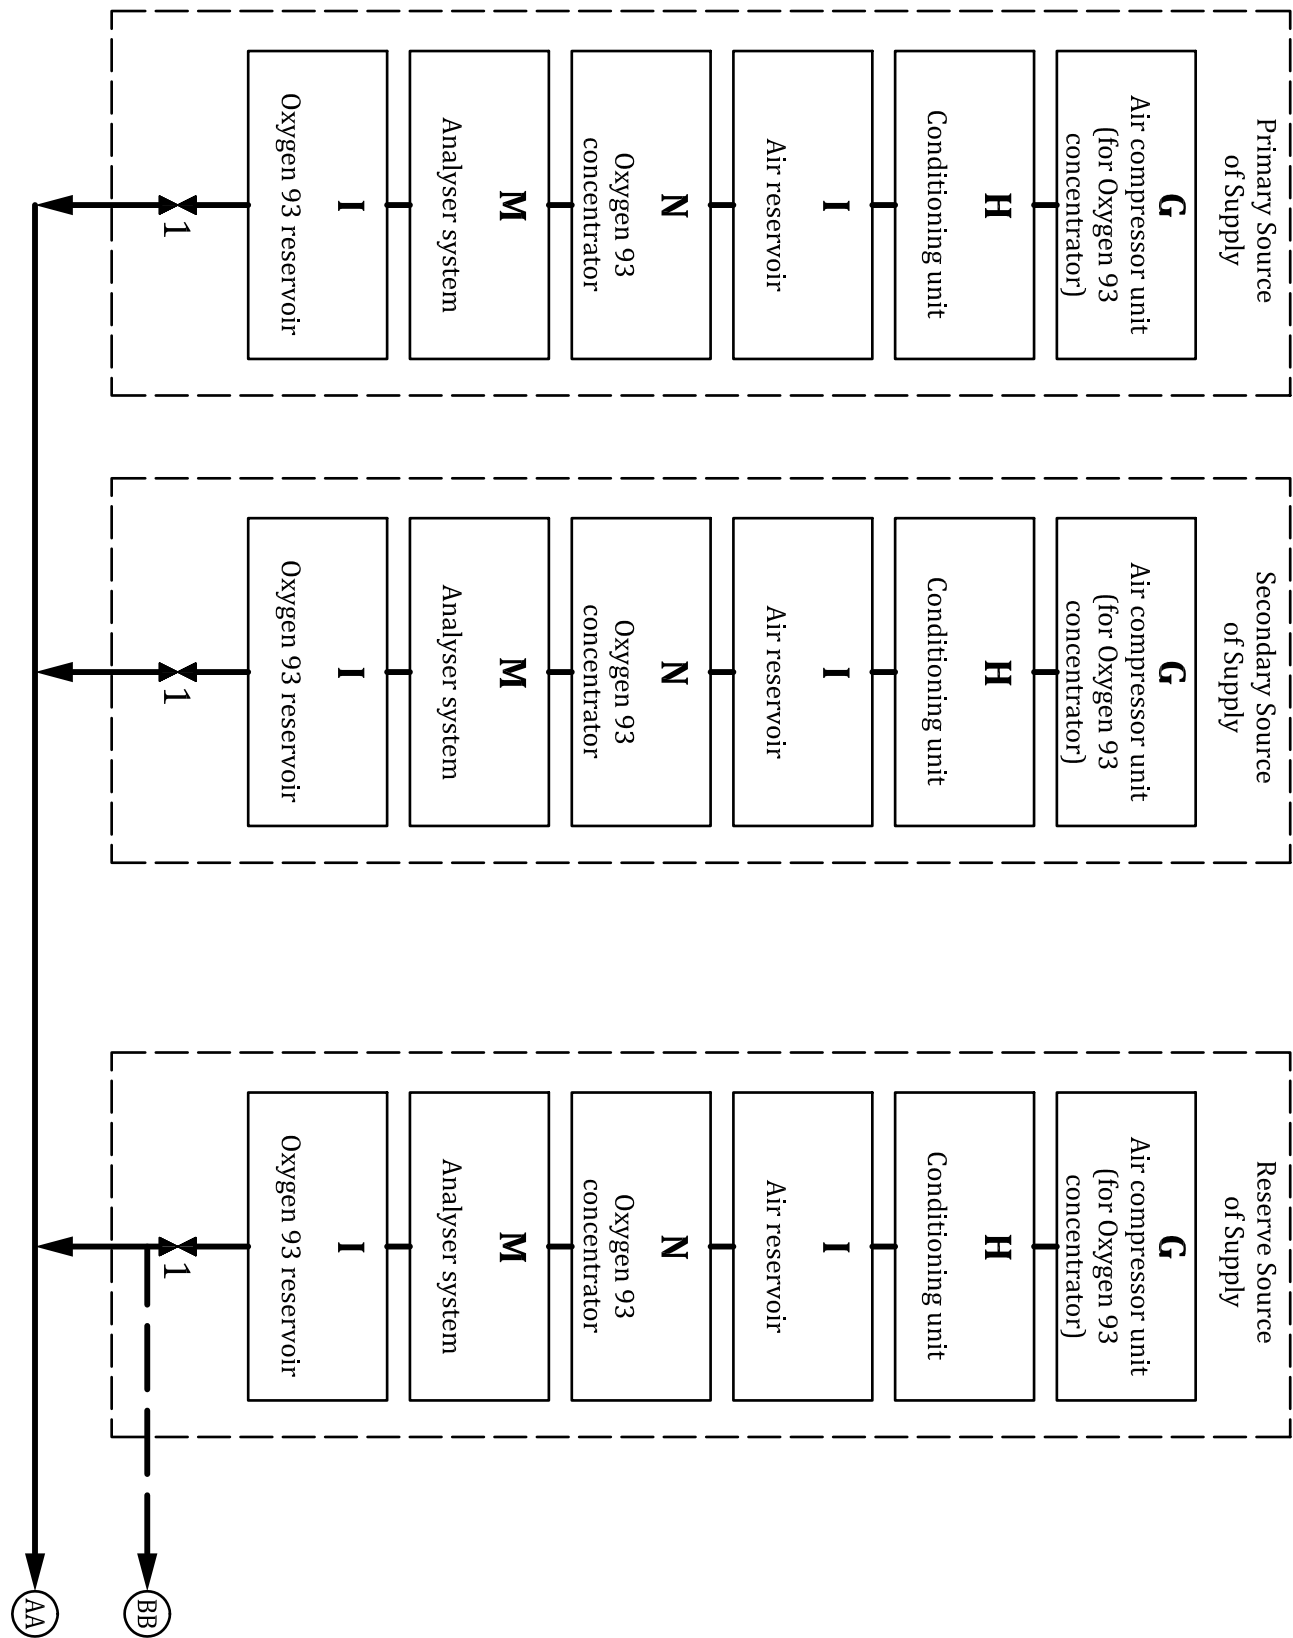 Primary Source
of Supply
G
Air compressor unit
(for Oxygen 93
concentrator)
H
Conditioning unit
I
Air reservoir
N
Oxygen 93
concentrator
M
Analyser system
I
Oxygen 93 reservoir
1
Secondary Source
of Supply
G
Air compressor unit
(for Oxygen 93
concentrator)
H
Conditioning unit
I
Air reservoir
N
Oxygen 93
concentrator
M
Analyser system
I
Oxygen 93 reservoir
1
Reserve Source
of Supply
G
Air compressor unit
(for Oxygen 93
concentrator)
H
Conditioning unit
I
Air reservoir
N
Oxygen 93
concentrator
M
Analyser system
I
Oxygen 93 reservoir
1
BB
AA